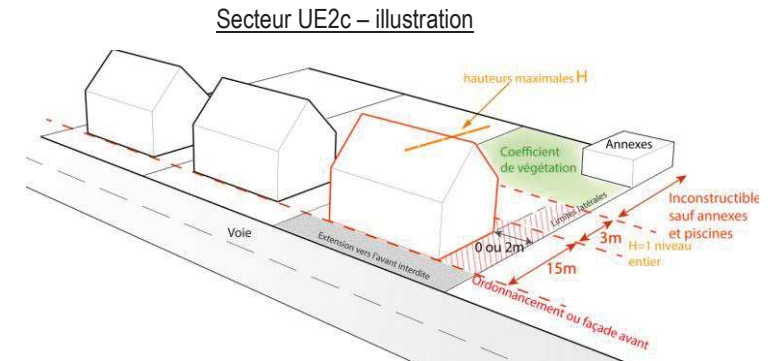 Secteur UE2c – illustration
hauteurs maximales H
Coefficient
de végétation
Annexes
Limites latérales
Inconstructible
sauf annexes
et piscines
Voie
Extension vers l'avant interdite
0 ou 2m
3m
H=1 niveau
entier
15m
Ordonnancement ou façade avant